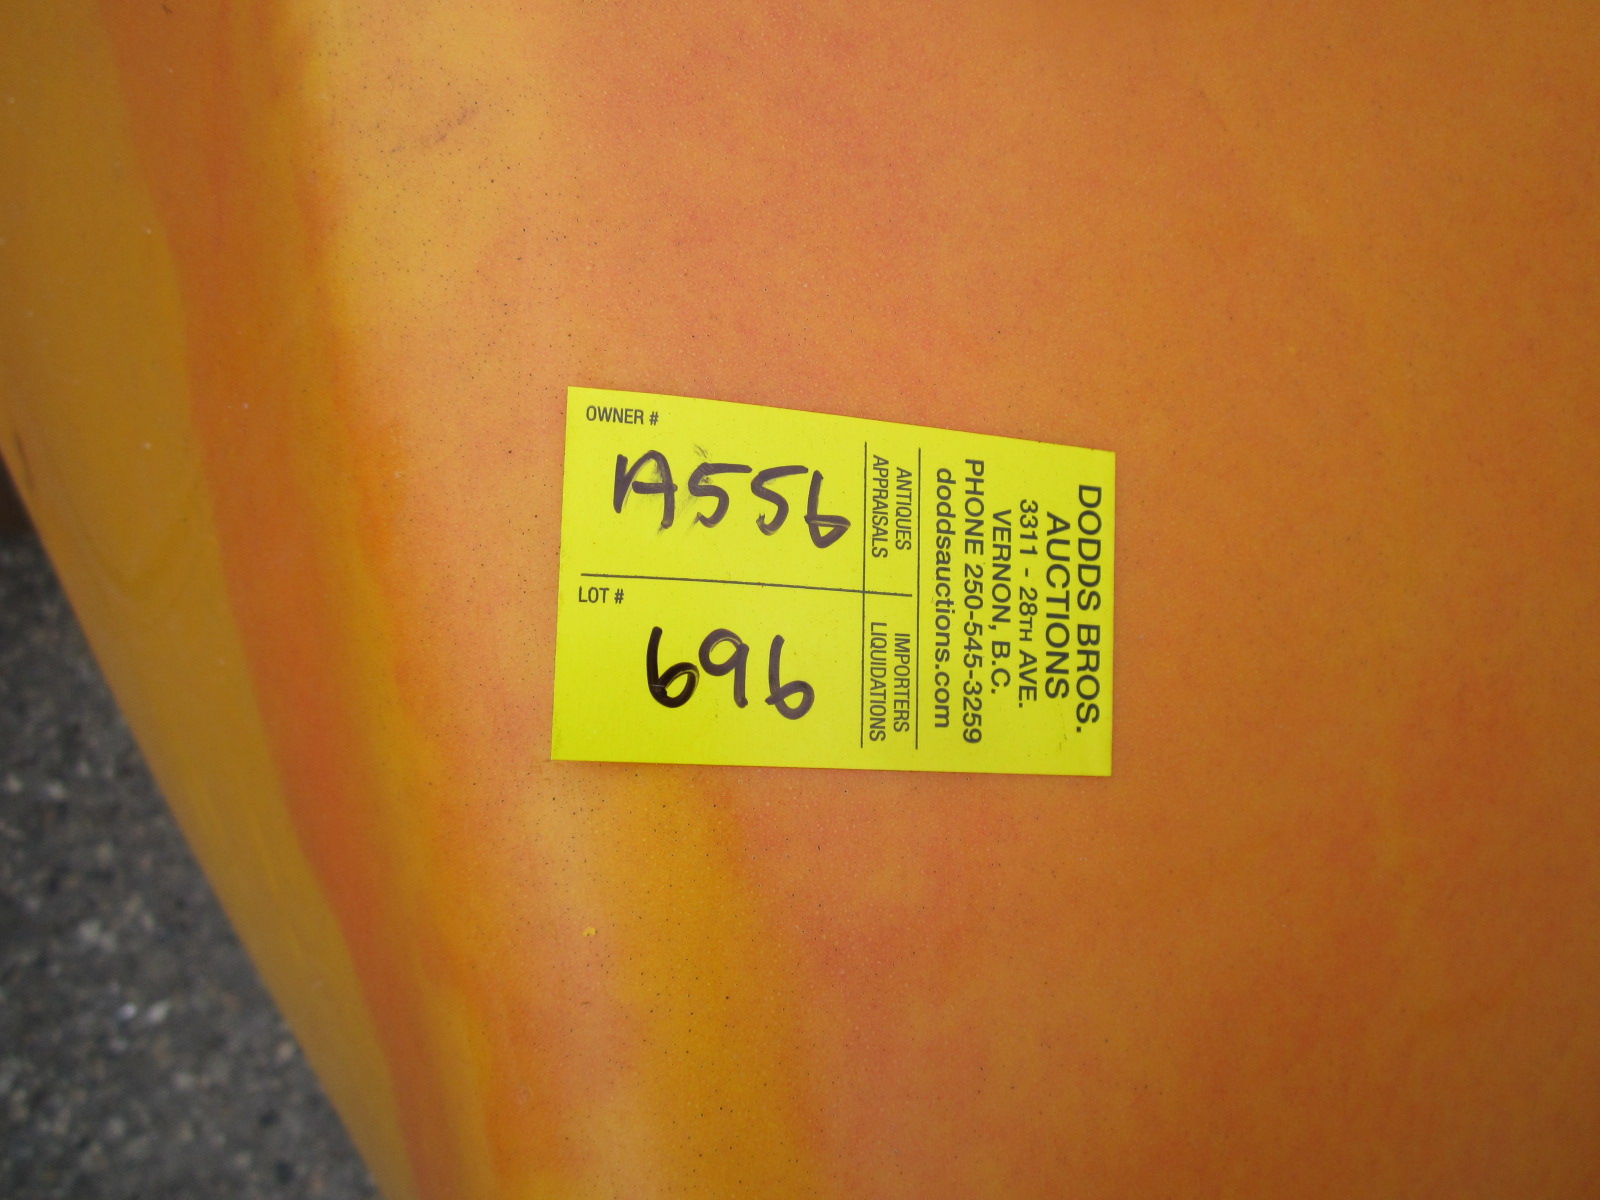 DODDS BROS.
AUCTIONS
3311 - 28TH AVE.
VERNON, B.C.
PHONE 250-545-3259
doddsauctions.com
ANTIQUES IMPORTERS
APPRAISALS LIQUIDATIONS
OWNER #
A556
LOT #
696